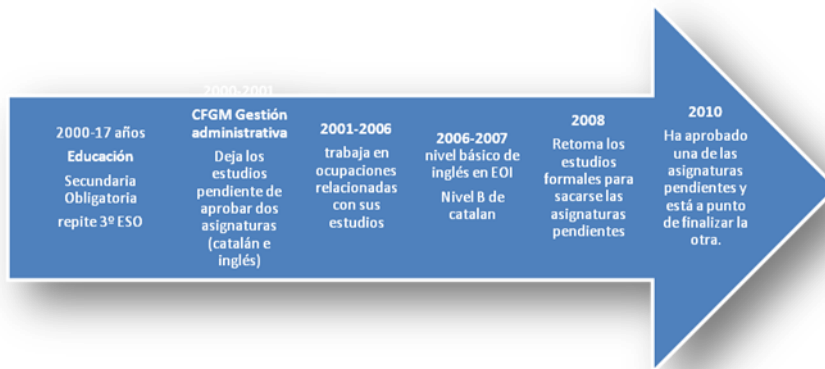 2000-17 años
Educación
Secundaria
Obligatoria
repite 3º ESO
2000-2001
CFGM Gestión
administrativa
Deja los
estudios
pendiente de
aprobar dos
asignaturas
(catalán e
inglés)
2001-2006
trabaja en
ocupaciones
relacionadas
con sus
estudios
2006-2007
nivel básico de
inglés en EOI
Nivel B de
catalan
2008
Retoma los
estudios
formales para
sacarse las
asignaturas
pendientes
2010
Ha aprobado
una de las
asignaturas
pendientes y
está a punto
de finalizar la
otra.